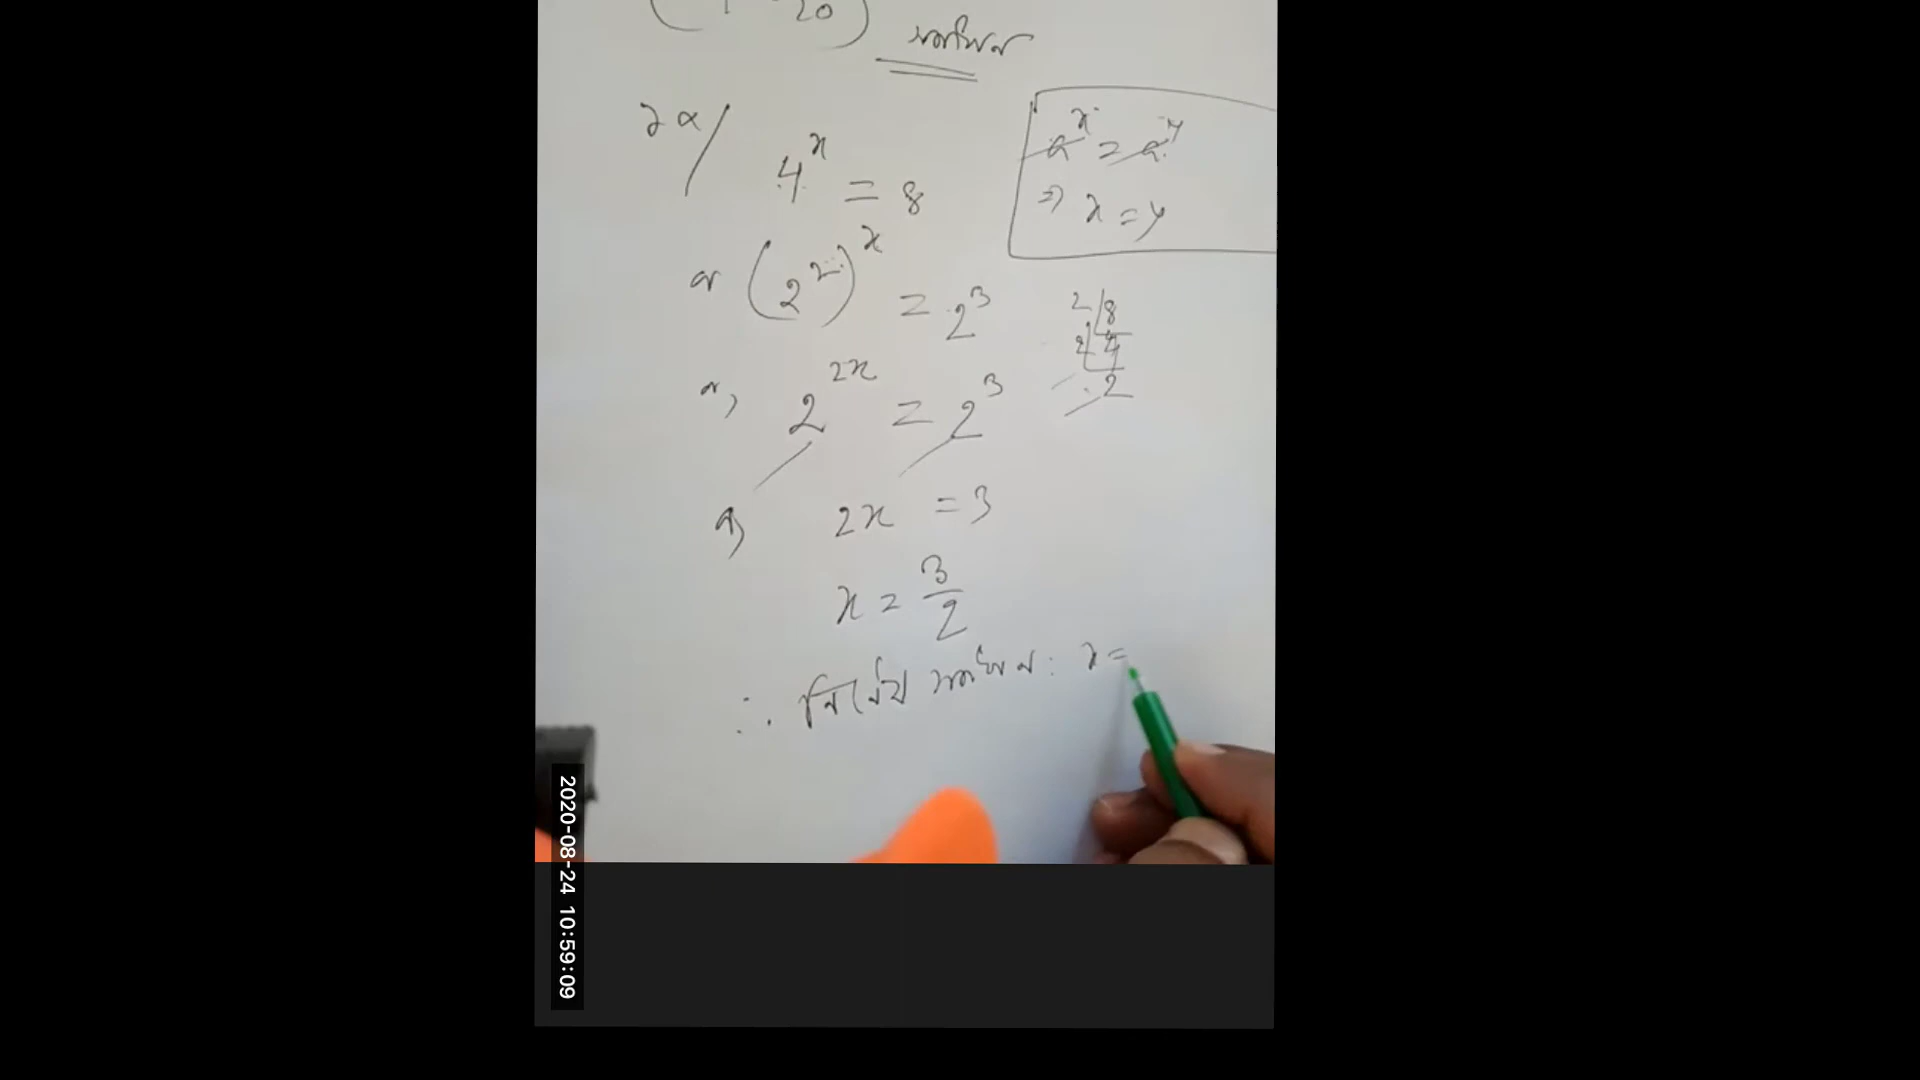 20
সমাধান
4^x = 8
a^x = a^y
⇒ x = y
বা (2^2)^x = 2^3
2|8
2|4
2
বা, 2^2x = 2^3
বা, 2x = 3
x = 3/2
∴ নির্ণেয় সমাধান: x =
2020-08-24 10:59:09